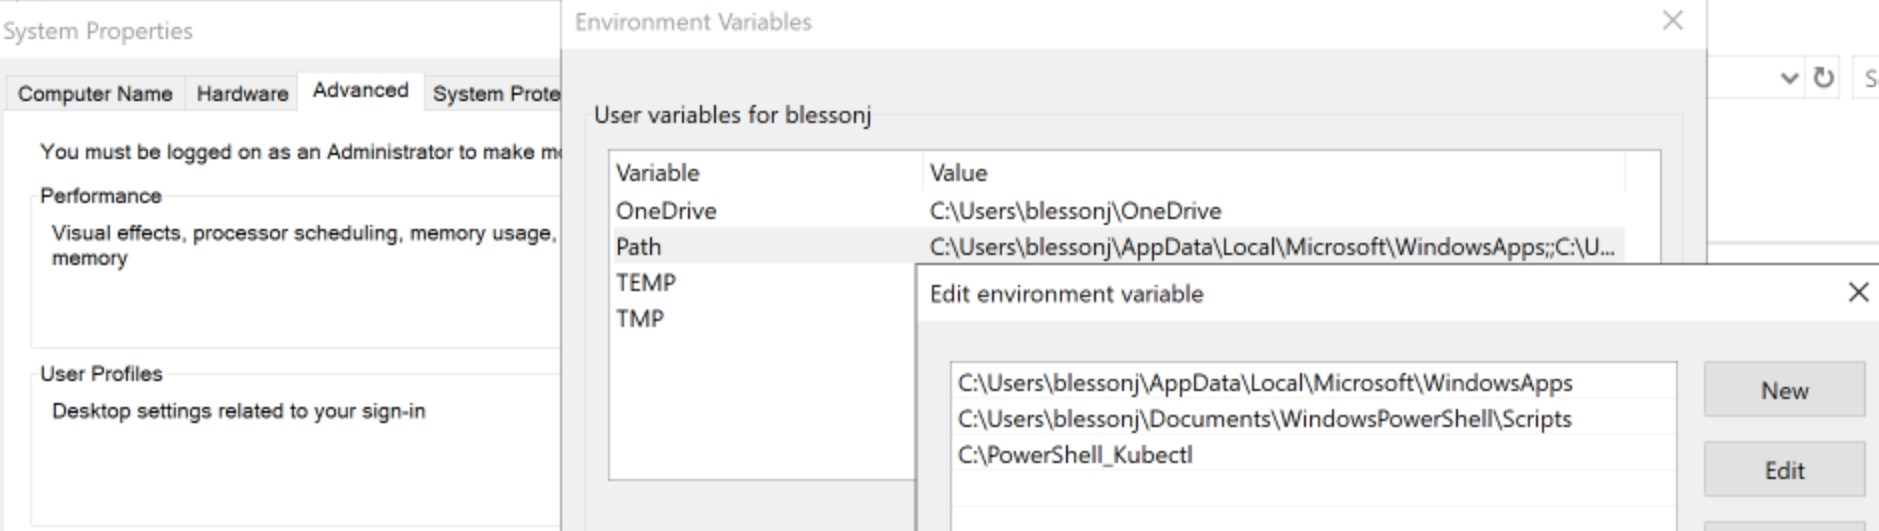 System Properties
Computer Name Hardware Advanced System Prote
You must be logged on as an Administrator to make m
Performance
Visual effects, processor scheduling, memory usage,
memory
User Profiles
Desktop settings related to your sign-in
Environment Variables
User variables for blessonj
Variable Value
OneDrive C:\Users\blessonj\OneDrive
Path C:\Users\blessonj\AppData\Local\Microsoft\WindowsApps;;C:\U...
TEMP
TMP
Edit environment variable
C:\Users\blessonj\AppData\Local\Microsoft\WindowsApps
C:\Users\blessonj\Documents\WindowsPowerShell\Scripts
C:\PowerShell_Kubectl
New
Edit